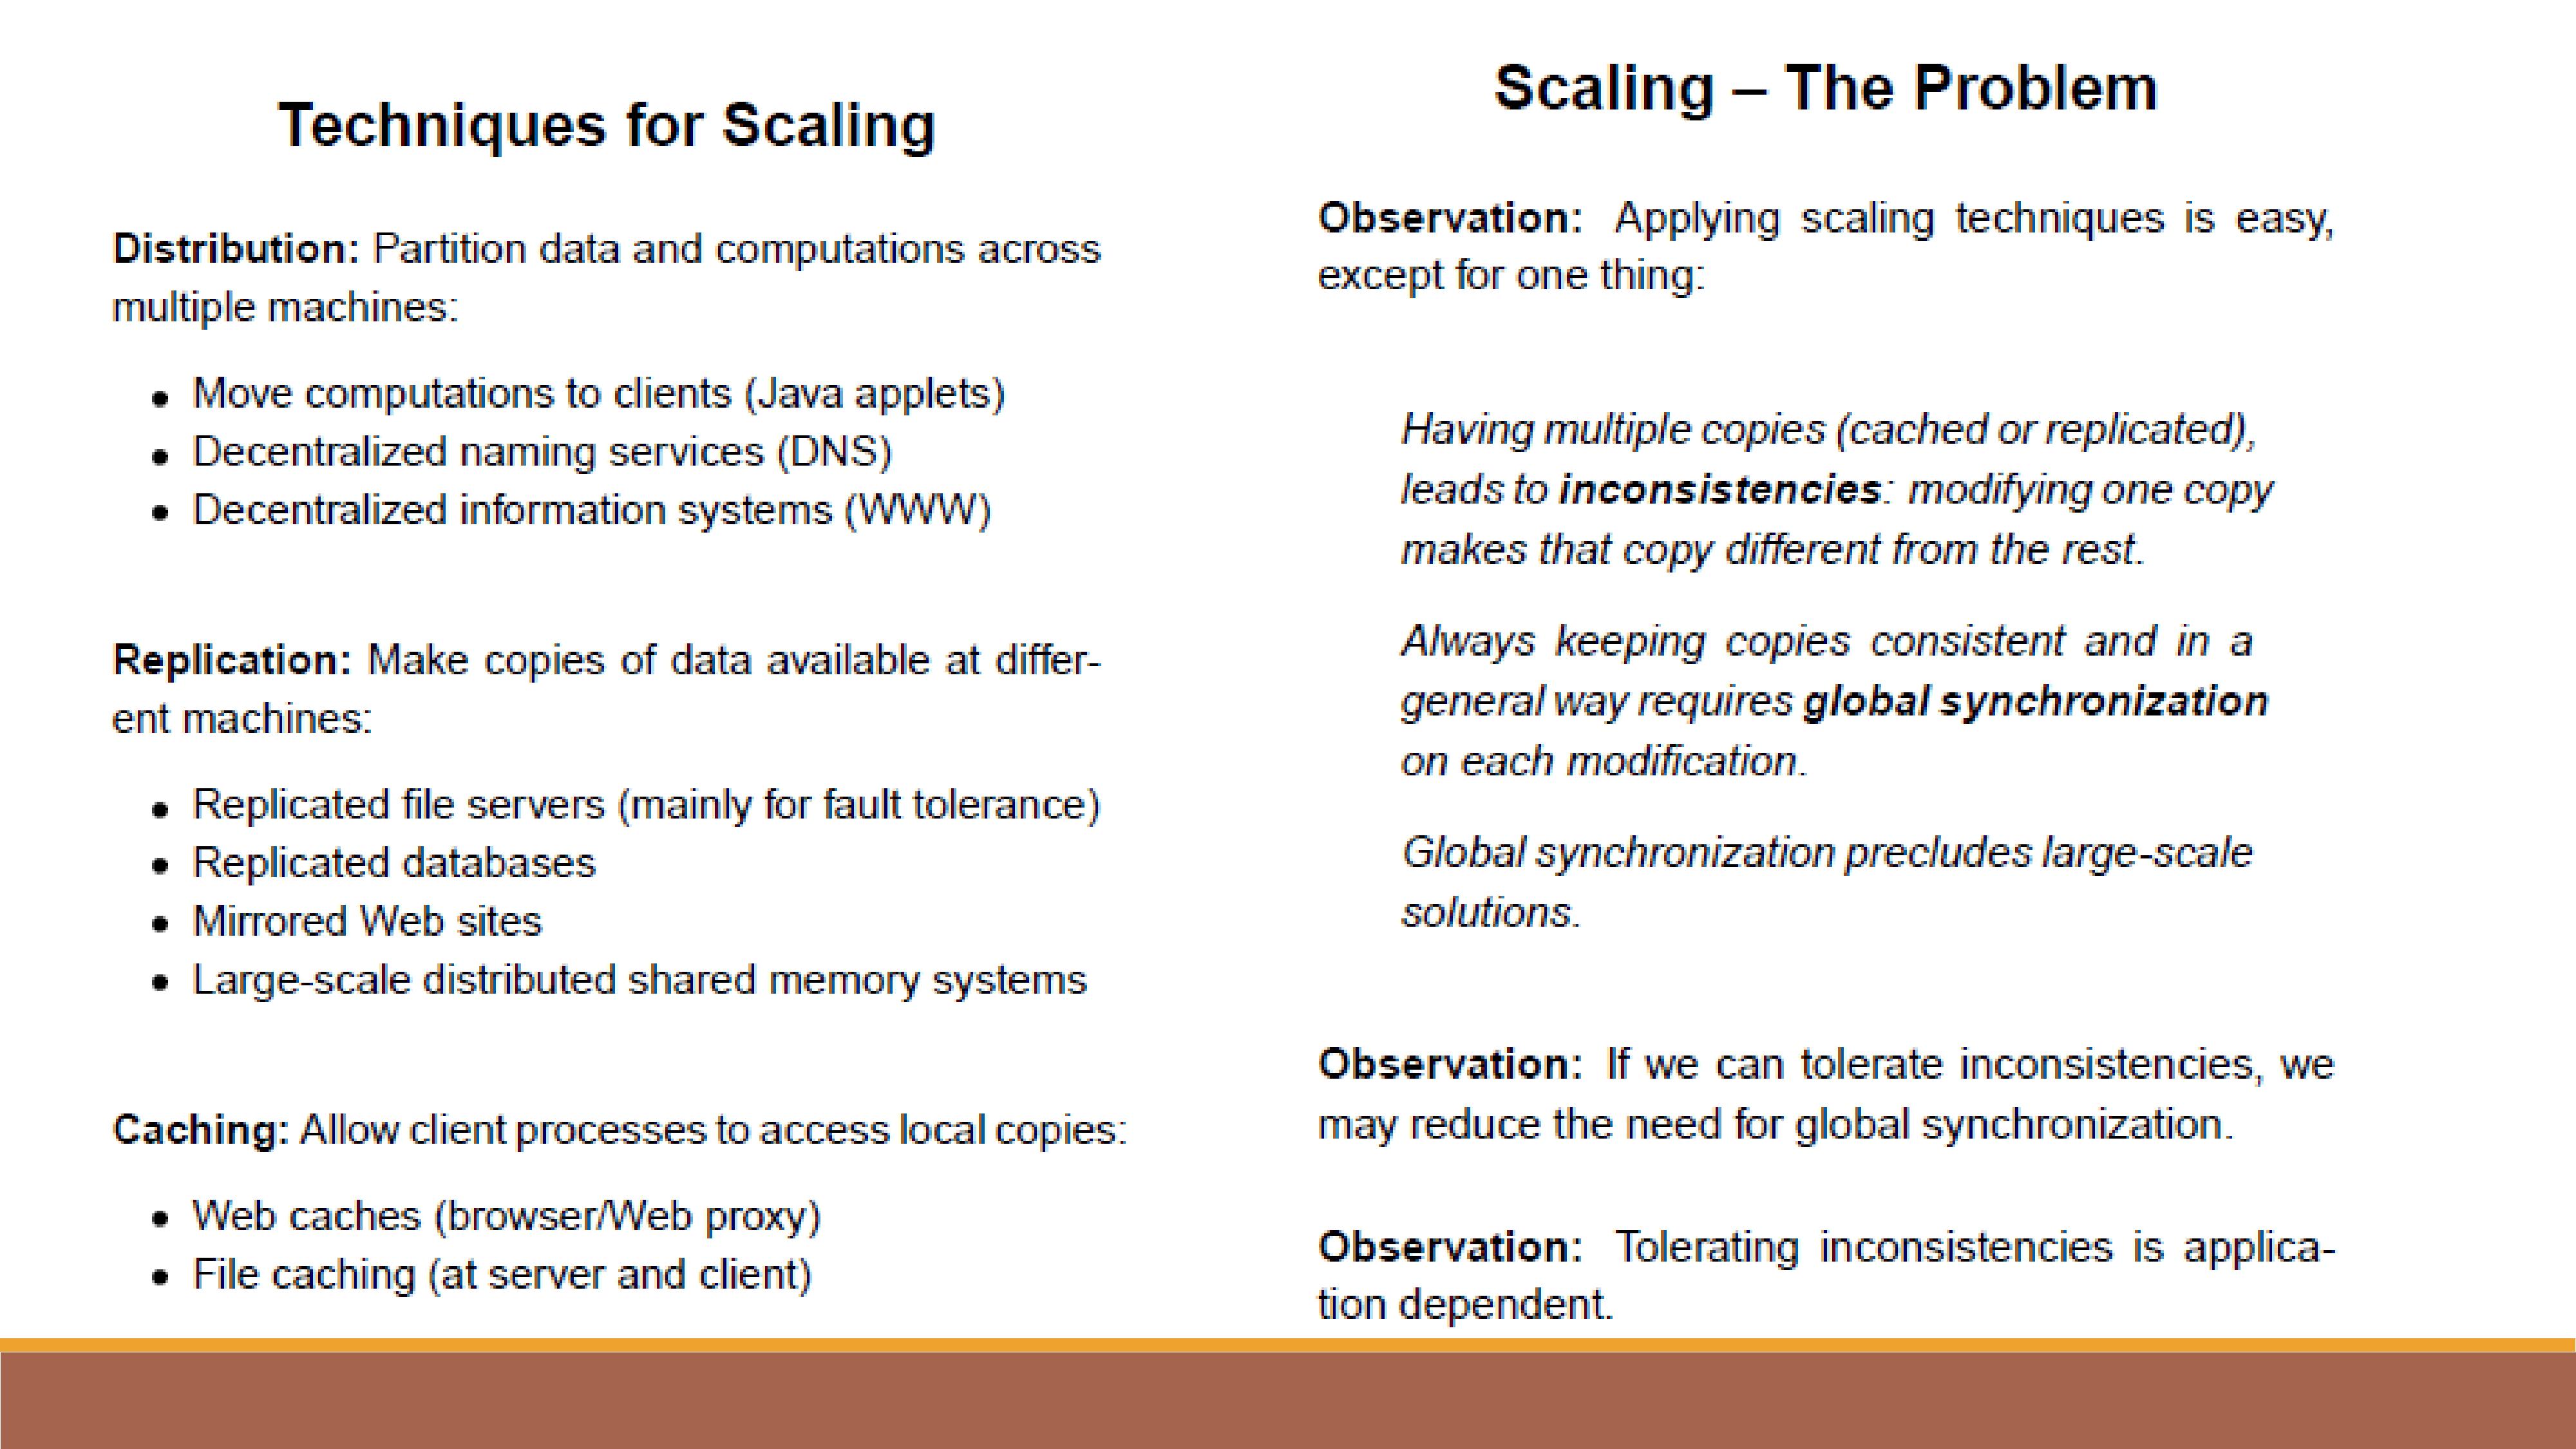 Techniques for Scaling
Distribution: Partition data and computations across
multiple machines:
• Move computations to clients (Java applets)
• Decentralized naming services (DNS)
• Decentralized information systems (WWW)
Replication: Make copies of data available at differ-
ent machines:
• Replicated file servers (mainly for fault tolerance)
• Replicated databases
• Mirrored Web sites
• Large-scale distributed shared memory systems
Caching: Allow client processes to access local copies:
• Web caches (browser/Web proxy)
• File caching (at server and client)
Scaling – The Problem
Observation: Applying scaling techniques is easy,
except for one thing:
Having multiple copies (cached or replicated),
leads to inconsistencies: modifying one copy
makes that copy different from the rest.
Always keeping copies consistent and in a
general way requires global synchronization
on each modification.
Global synchronization precludes large-scale
solutions.
Observation: If we can tolerate inconsistencies, we
may reduce the need for global synchronization.
Observation: Tolerating inconsistencies is applica-
tion dependent.